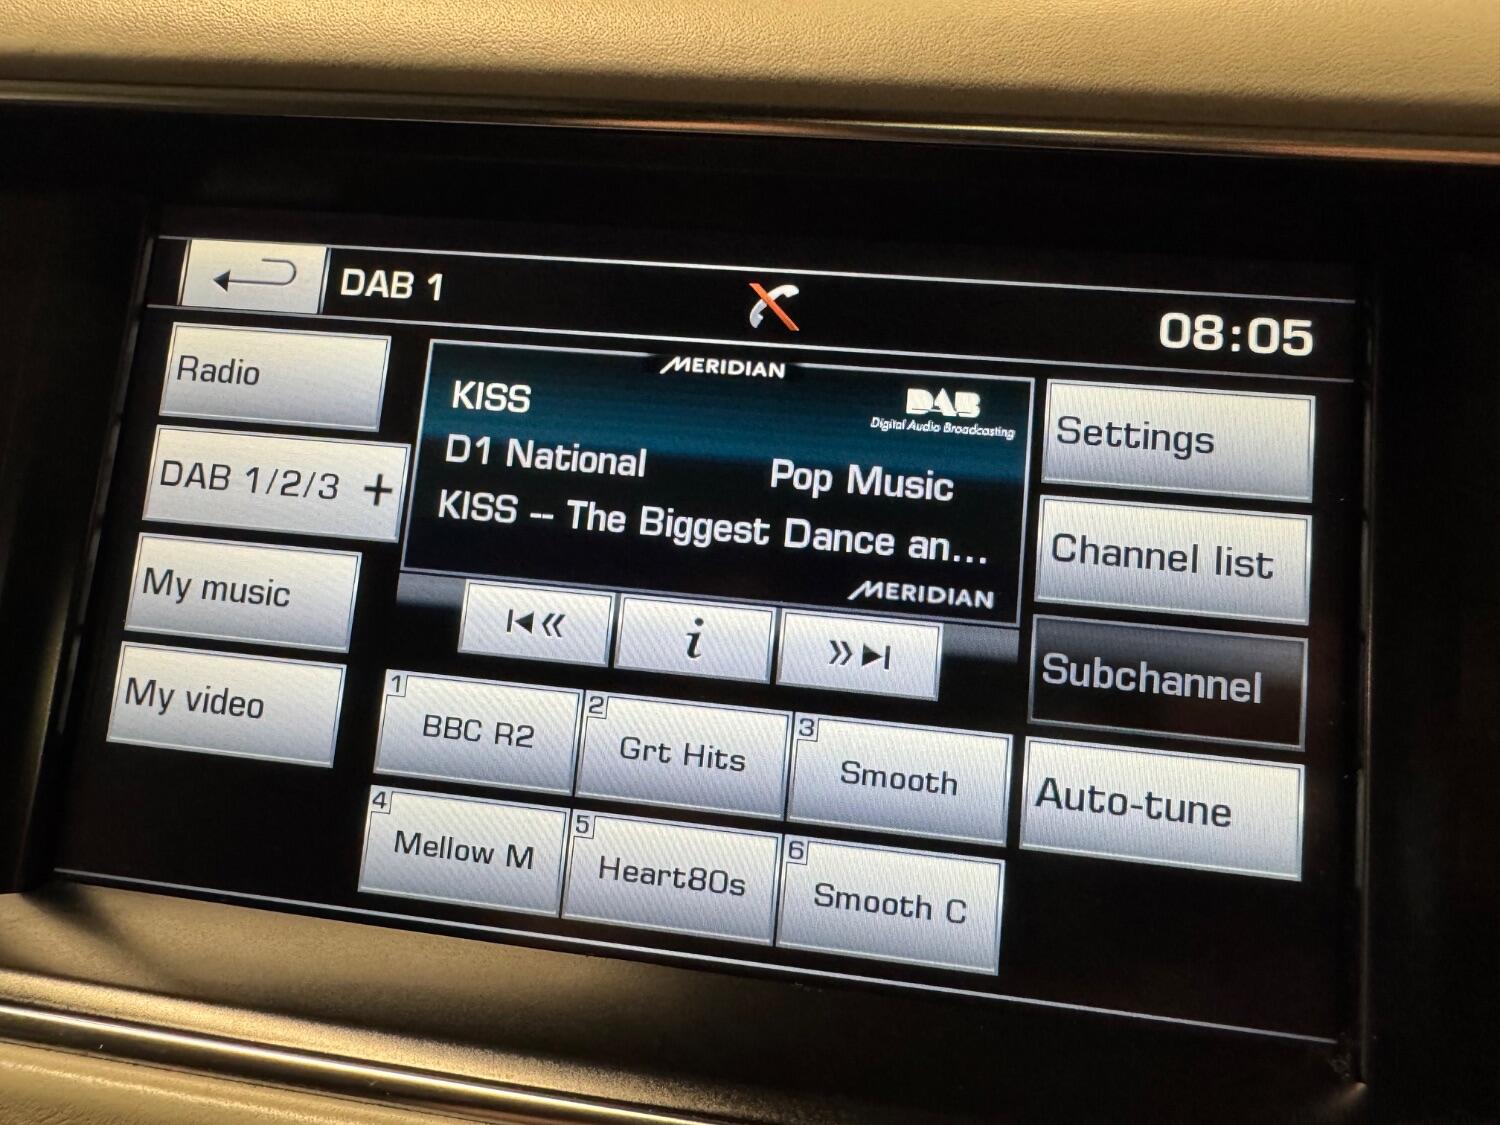 DAB 1
08:05
Radio
DAB 1/2/3 +
My music
My video
MERIDIAN
KISS
DAB
Digital Audio Broadcasting
D1 National
Pop Music
KISS -- The Biggest Dance an...
MERIDIAN
i
1
BBC R2
2
Grt Hits
3
Smooth
4
Mellow M
5
Heart80s
6
Smooth C
Settings
Channel list
Subchannel
Auto-tune